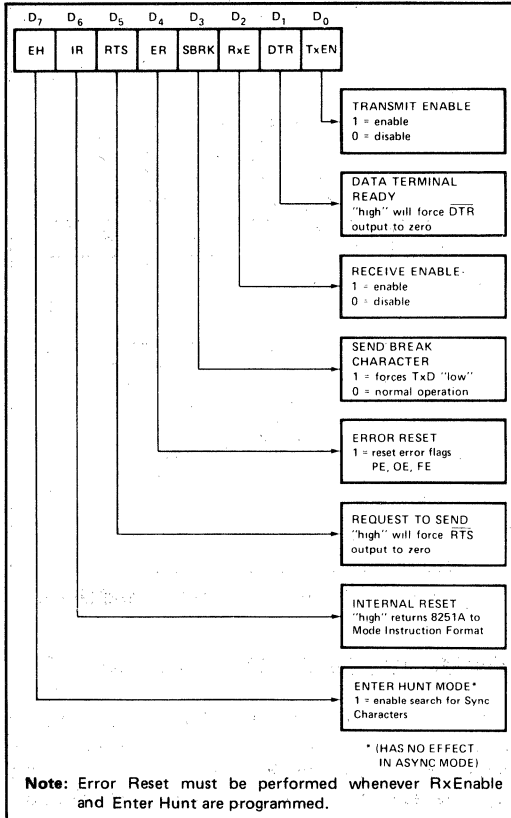 D7 D6 D5 D4 D3 D2 D1 D0
EH IR RTS ER SBRK RxE DTR TxEN
TRANSMIT ENABLE
1 = enable
0 = disable
DATA TERMINAL
READY
"high" will force DTR
output to zero
RECEIVE ENABLE
1 = enable
0 = disable
SEND BREAK
CHARACTER
1 = forces TxD "low"
0 = normal operation
ERROR RESET
1 = reset error flags
PE, OE, FE
REQUEST TO SEND
"high" will force RTS
output to zero
INTERNAL RESET
"high" returns 8251A to
Mode Instruction Format
ENTER HUNT MODE*
1 = enable search for Sync
Characters
* (HAS NO EFFECT
IN ASYNC MODE)
Note: Error Reset must be performed whenever RxEnable
and Enter Hunt are programmed.